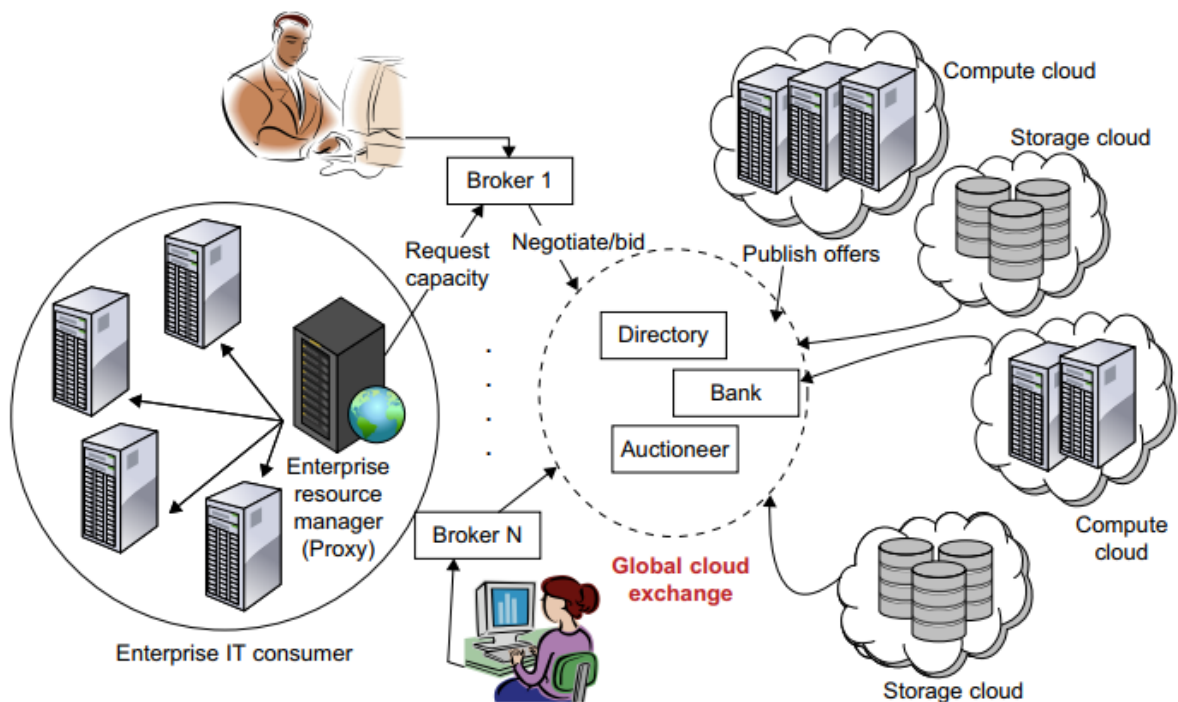 Compute cloud
Storage cloud
Broker 1
Request
capacity
Negotiate/bid
Publish offers
Directory
Bank
Auctioneer
Enterprise
resource
manager
(Proxy)
Broker N
Global cloud
exchange
Compute
cloud
Enterprise IT consumer
Storage cloud